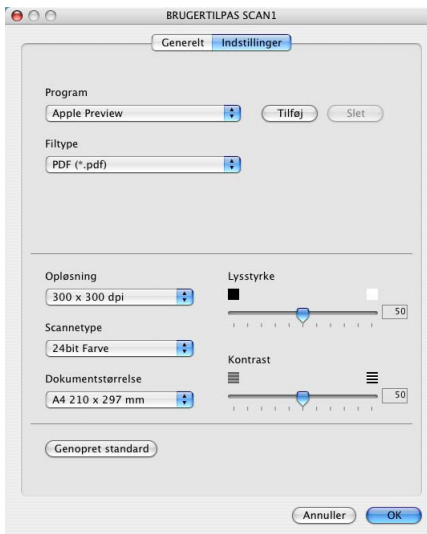 BRUGERTILPAS SCAN1
Generelt Indstillinger
Program
Apple Preview Tilføj Slet
Filtype
PDF (*.pdf)
Opløsning Lysstyrke
300 x 300 dpi 50
Scannetype
24bit Farve
Kontrast
Dokumentstørrelse
A4 210 x 297 mm 50
Genopret standard
Annuller OK